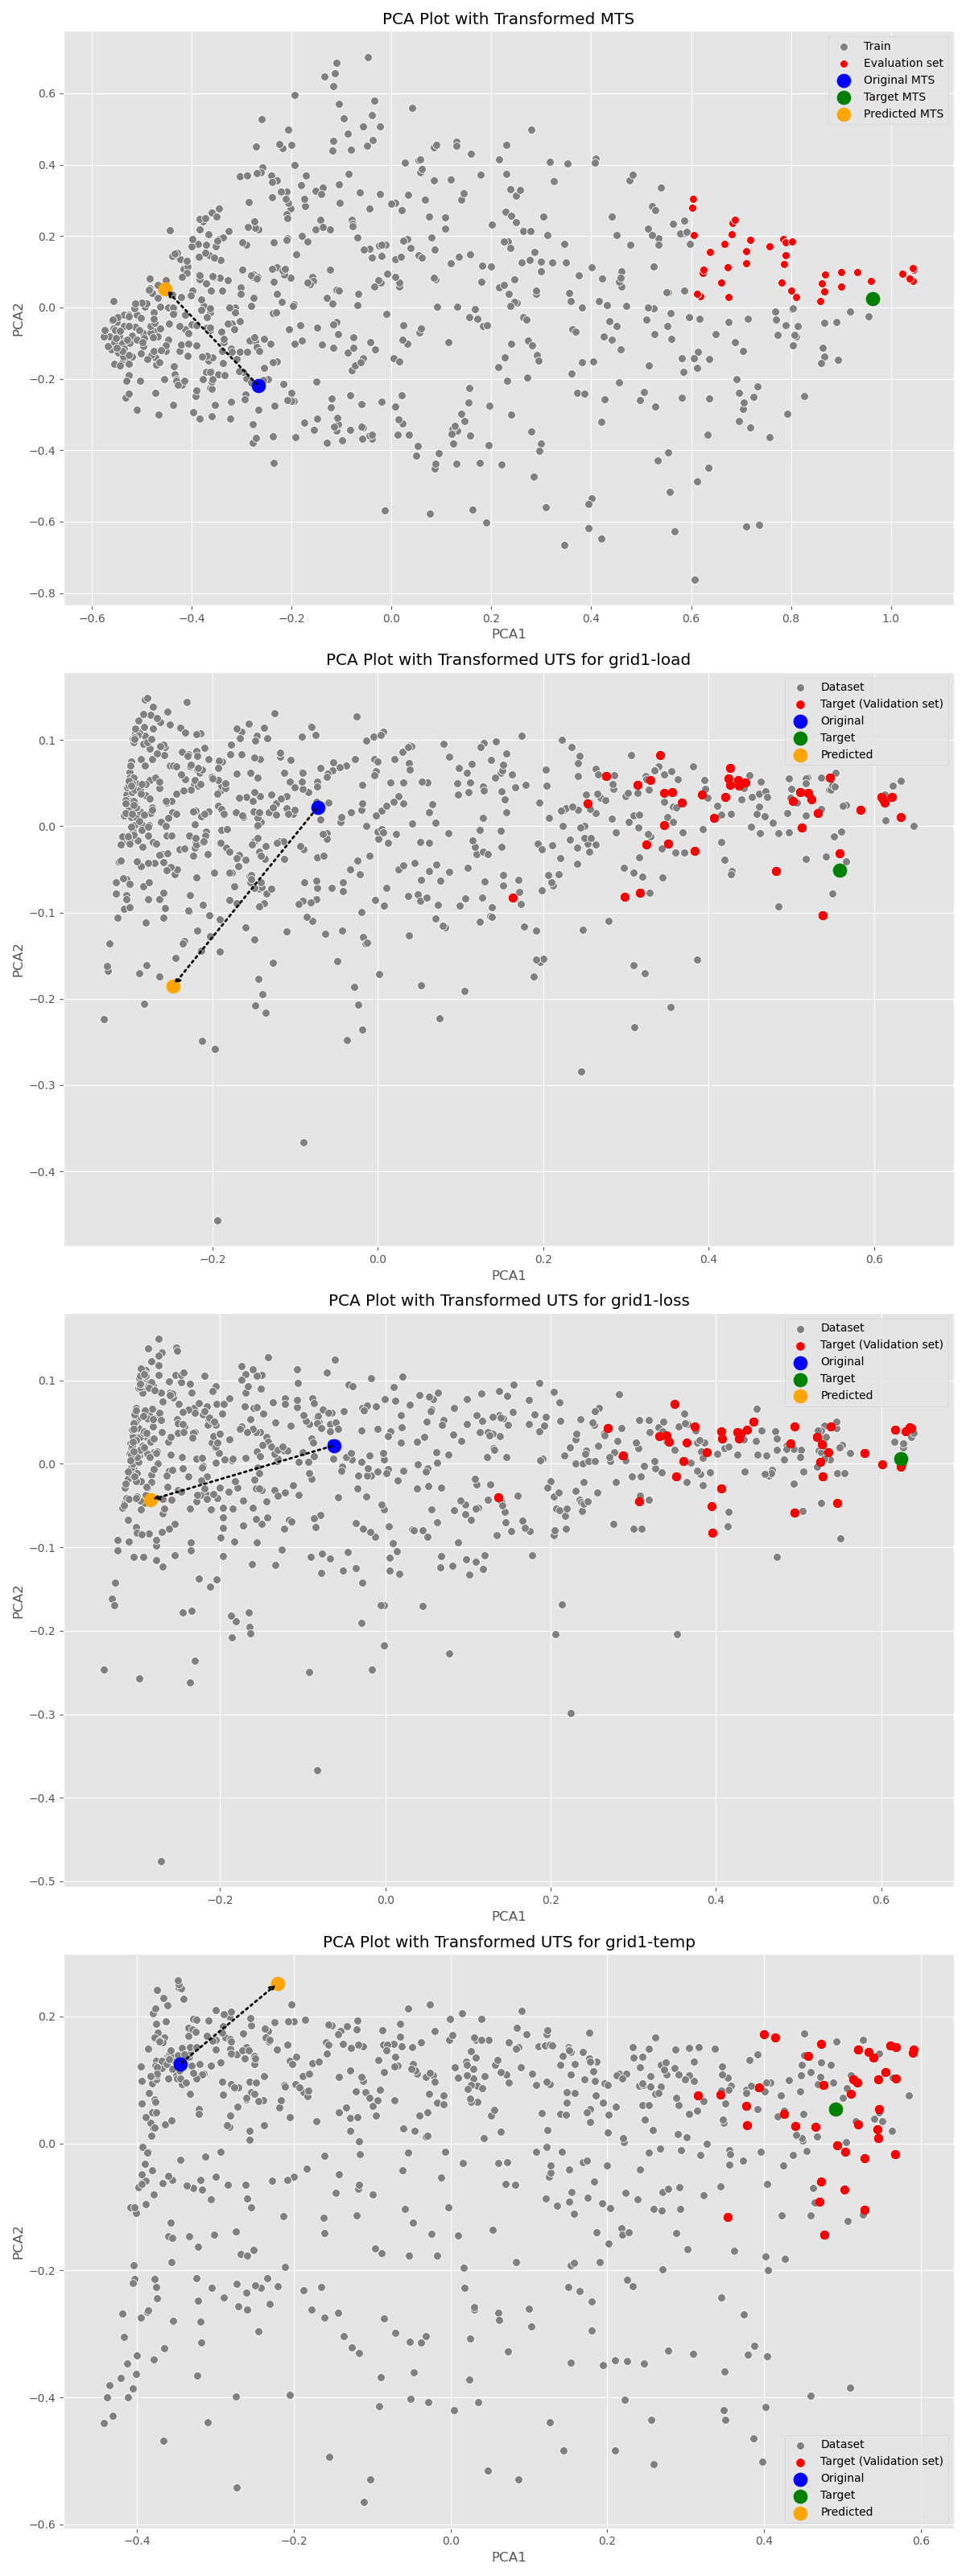 PCA Plot with Transformed MTS
Train
Evaluation set
Original MTS
Target MTS
Predicted MTS
0.6
0.4
0.2
0.0
−0.2
−0.4
−0.6
−0.8
PCA2
−0.6 −0.4 −0.2 0.0 0.2 0.4 0.6 0.8 1.0
PCA1
PCA Plot with Transformed UTS for grid1-load
Dataset
Target (Validation set)
Original
Target
Predicted
0.1
0.0
−0.1
−0.2
−0.3
−0.4
PCA2
−0.2 0.0 0.2 0.4 0.6
PCA1
PCA Plot with Transformed UTS for grid1-loss
Dataset
Target (Validation set)
Original
Target
Predicted
0.1
0.0
−0.1
−0.2
−0.3
−0.4
−0.5
PCA2
−0.2 0.0 0.2 0.4 0.6
PCA1
PCA Plot with Transformed UTS for grid1-temp
0.2
0.0
−0.2
−0.4
−0.6
PCA2
Dataset
Target (Validation set)
Original
Target
Predicted
−0.4 −0.2 0.0 0.2 0.4 0.6
PCA1